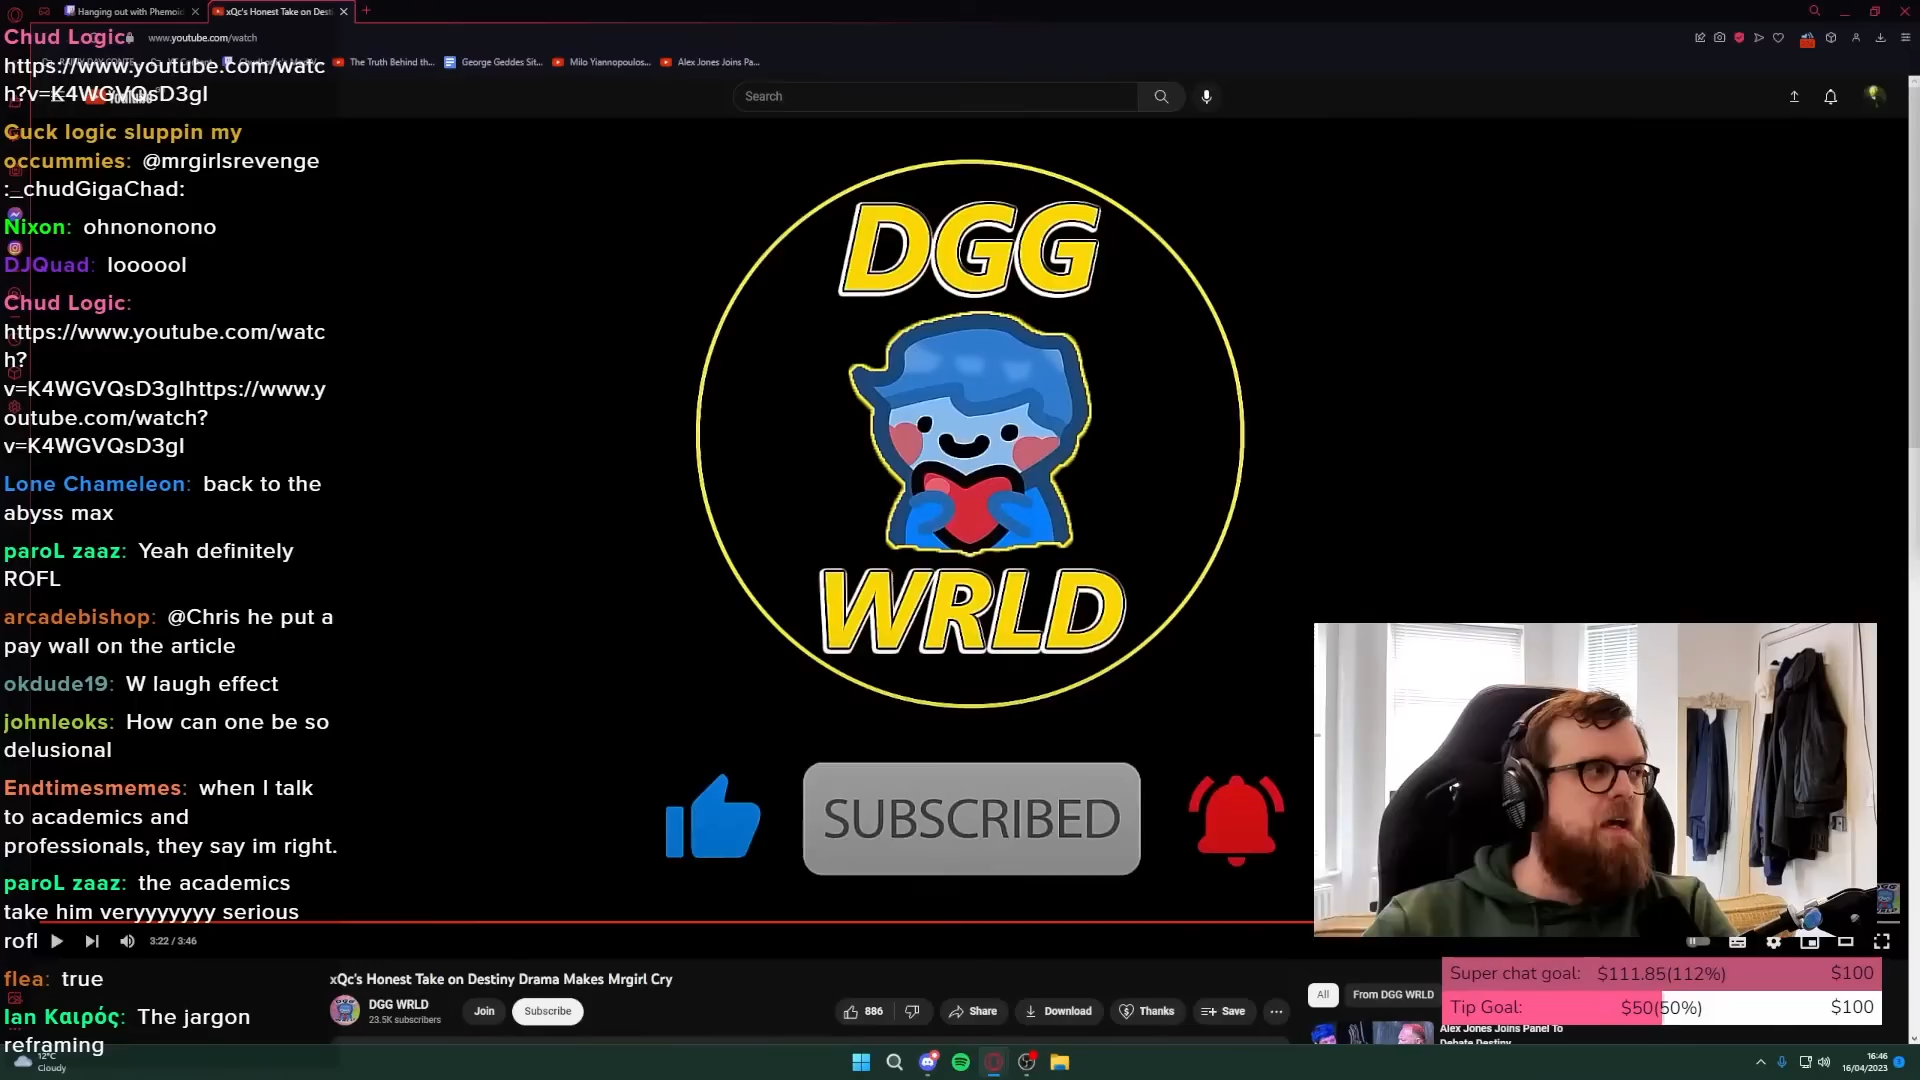 Hanging out with Phemoid
xQc's Honest Take on Desti
www.youtube.com/watch
The Truth Behind th...
George Geddes Sit...
Milo Yiannopoulos...
Alex Jones Joins Pa...
Search
Chud Logic:
https://www.youtube.com/watc
h?v=K4WGVQsD3gI
Cuck logic sluppin my
occummies: @mrgirlsrevenge
:_chudGigaChad:
Nixon: ohnononono
DJQuad: loooool
Chud Logic:
https://www.youtube.com/watc
h?
v=K4WGVQsD3gIhttps://www.y
outube.com/watch?
v=K4WGVQsD3gI
Lone Chameleon: back to the
abyss max
paroL zaaz: Yeah definitely
ROFL
arcadebishop: @Chris he put a
pay wall on the article
okdude19: W laugh effect
johnleoks: How can one be so
delusional
Endtimesmemes: when I talk
to academics and
professionals, they say im right.
paroL zaaz: the academics
take him veryyyyyyy serious
rofl
flea: true
Ian Καιρός: The jargon
reframing
DGG
WRLD
SUBSCRIBED
3:22 / 3:46
xQc's Honest Take on Destiny Drama Makes Mrgirl Cry
DGG WRLD
23.5K subscribers
Join
Subscribe
886
Share
Download
Thanks
Save
All
From DGG WRLD
Super chat goal: $111.85(112%) $100
Tip Goal: $50(50%) $100
Alex Jones Joins Panel To
Debate Destiny
12°C
Cloudy
16:46
16/04/2023